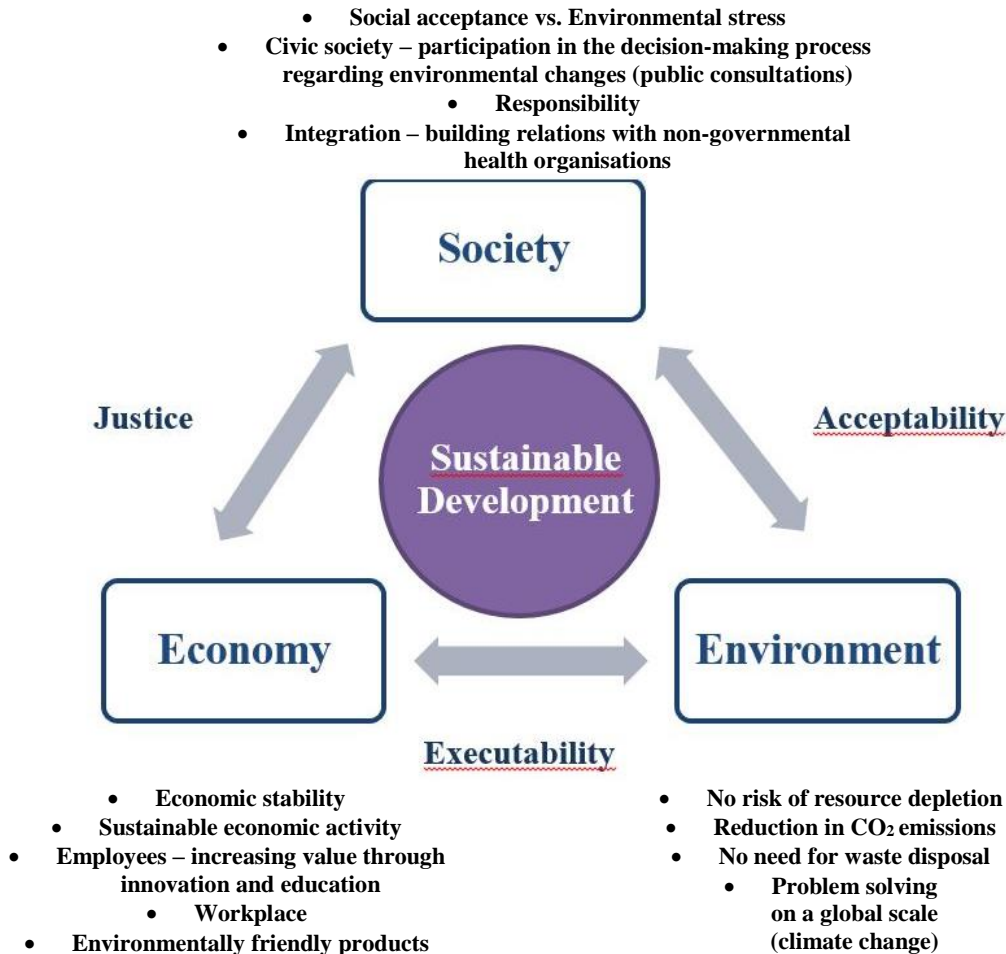 • Social acceptance vs. Environmental stress
• Civic society – participation in the decision-making process
regarding environmental changes (public consultations)
• Responsibility
• Integration – building relations with non-governmental
health organisations
Society
Justice
Acceptability
Sustainable
Development
Economy
Environment
Executability
• Economic stability
• Sustainable economic activity
• Employees – increasing value through
innovation and education
• Workplace
• Environmentally friendly products
• No risk of resource depletion
• Reduction in CO₂ emissions
• No need for waste disposal
• Problem solving
on a global scale
(climate change)